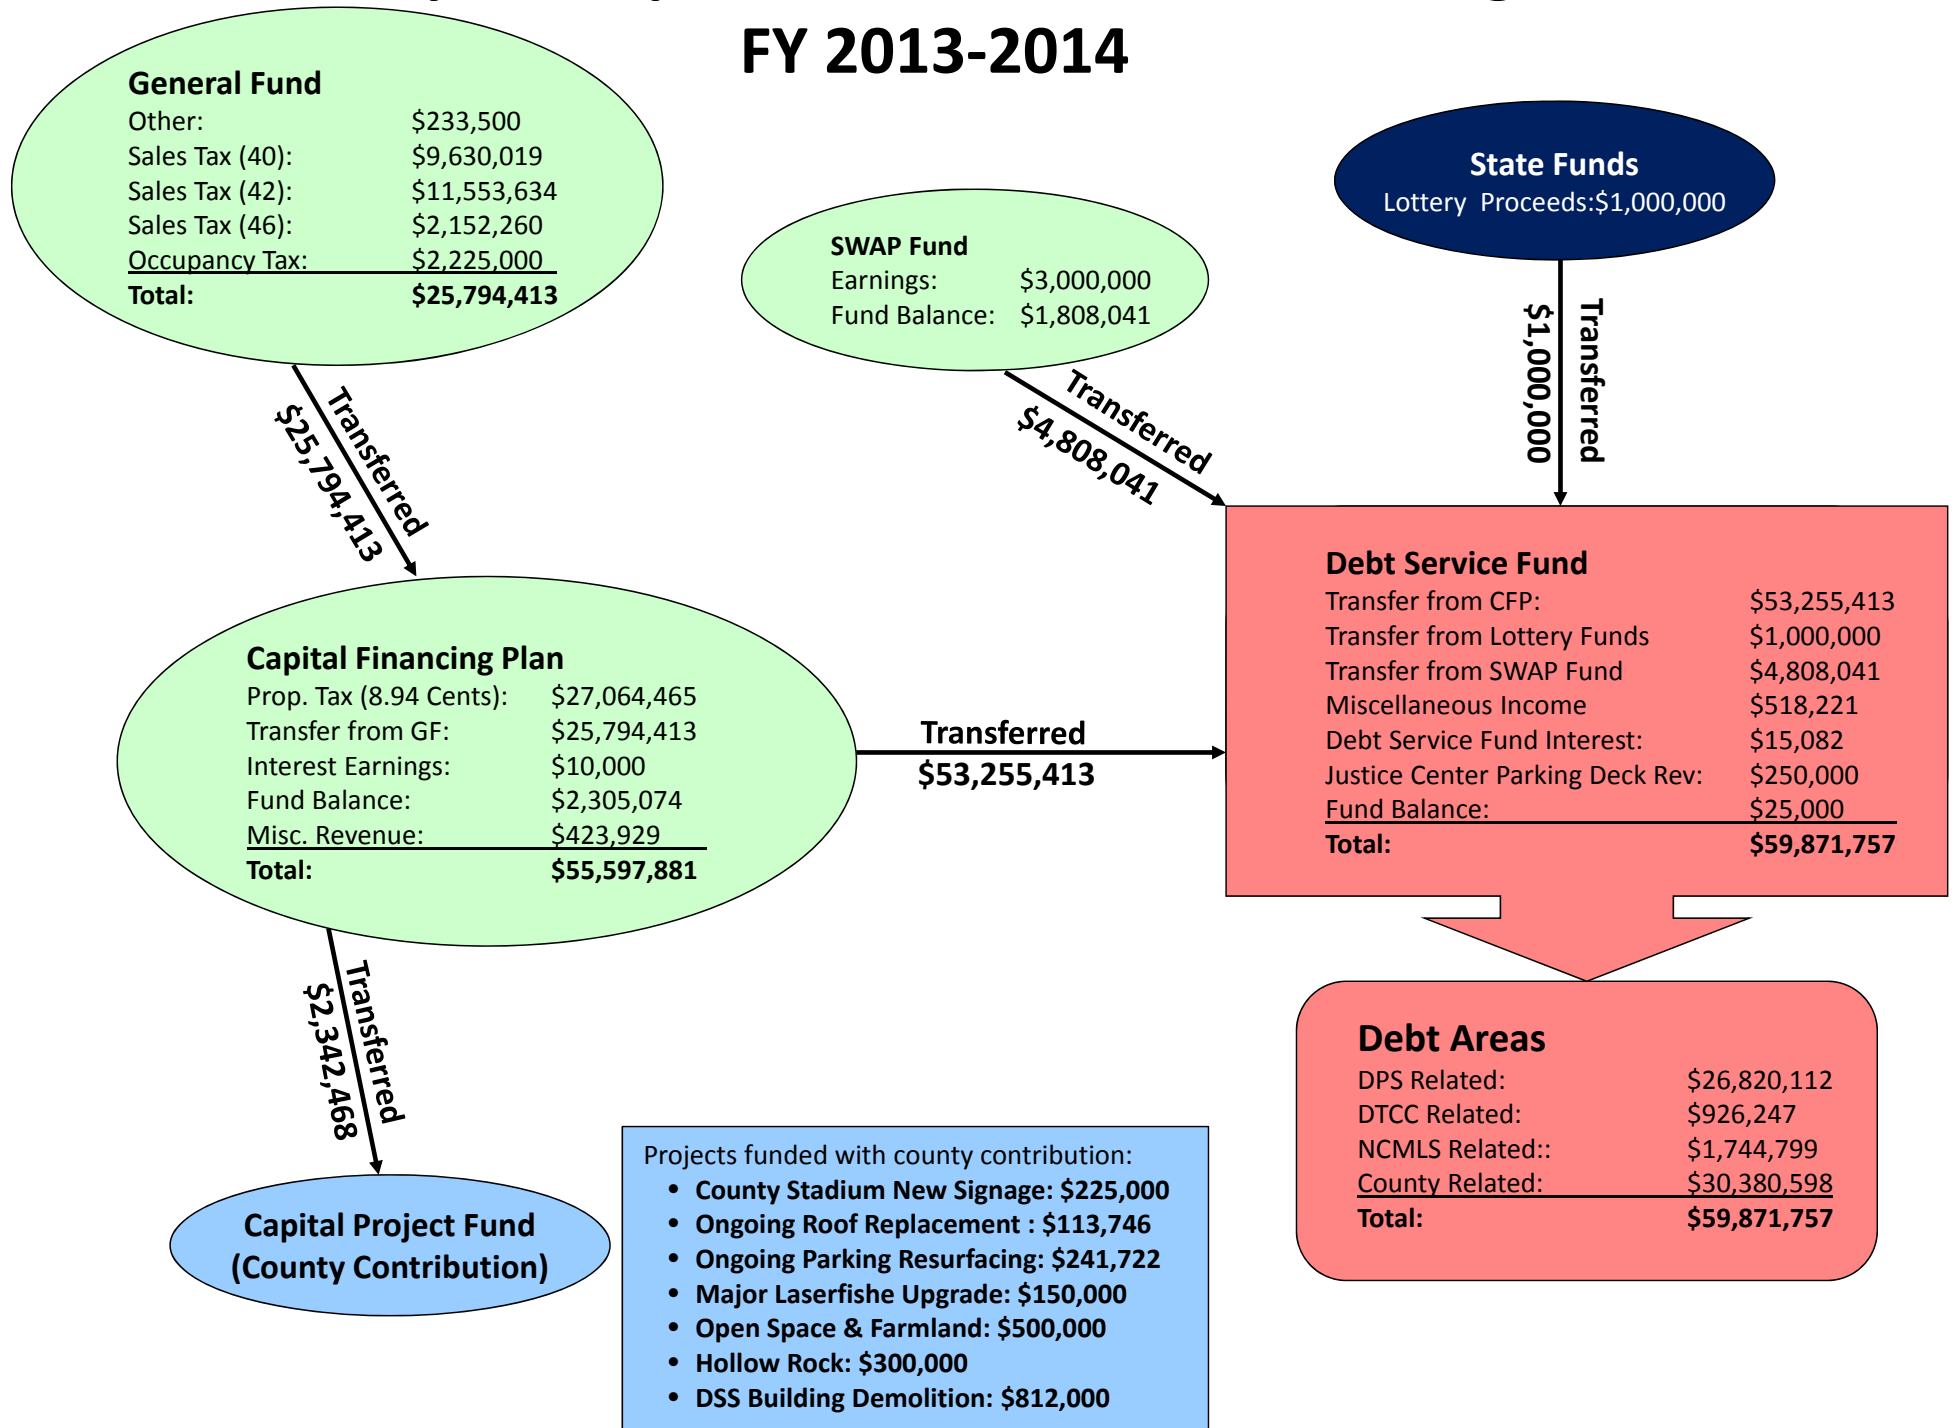 FY 2013-2014
General Fund
Other: $233,500
Sales Tax (40): $9,630,019
Sales Tax (42): $11,553,634
Sales Tax (46): $2,152,260
Occupancy Tax: $2,225,000
Total: $25,794,413
SWAP Fund
Earnings: $3,000,000
Fund Balance: $1,808,041
State Funds
Lottery Proceeds:$1,000,000
Transferred
$25,794,413
Transferred
$4,808,041
Transferred
$1,000,000
Capital Financing Plan
Prop. Tax (8.94 Cents): $27,064,465
Transfer from GF: $25,794,413
Interest Earnings: $10,000
Fund Balance: $2,305,074
Misc. Revenue: $423,929
Total: $55,597,881
Transferred
$53,255,413
Debt Service Fund
Transfer from CFP: $53,255,413
Transfer from Lottery Funds $1,000,000
Transfer from SWAP Fund $4,808,041
Miscellaneous Income $518,221
Debt Service Fund Interest: $15,082
Justice Center Parking Deck Rev: $250,000
Fund Balance: $25,000
Total: $59,871,757
Transferred
$2,342,468
Capital Project Fund
(County Contribution)
Projects funded with county contribution:
• County Stadium New Signage: $225,000
• Ongoing Roof Replacement : $113,746
• Ongoing Parking Resurfacing: $241,722
• Major Laserfishe Upgrade: $150,000
• Open Space & Farmland: $500,000
• Hollow Rock: $300,000
• DSS Building Demolition: $812,000
Debt Areas
DPS Related: $26,820,112
DTCC Related: $926,247
NCMLS Related:: $1,744,799
County Related: $30,380,598
Total: $59,871,757